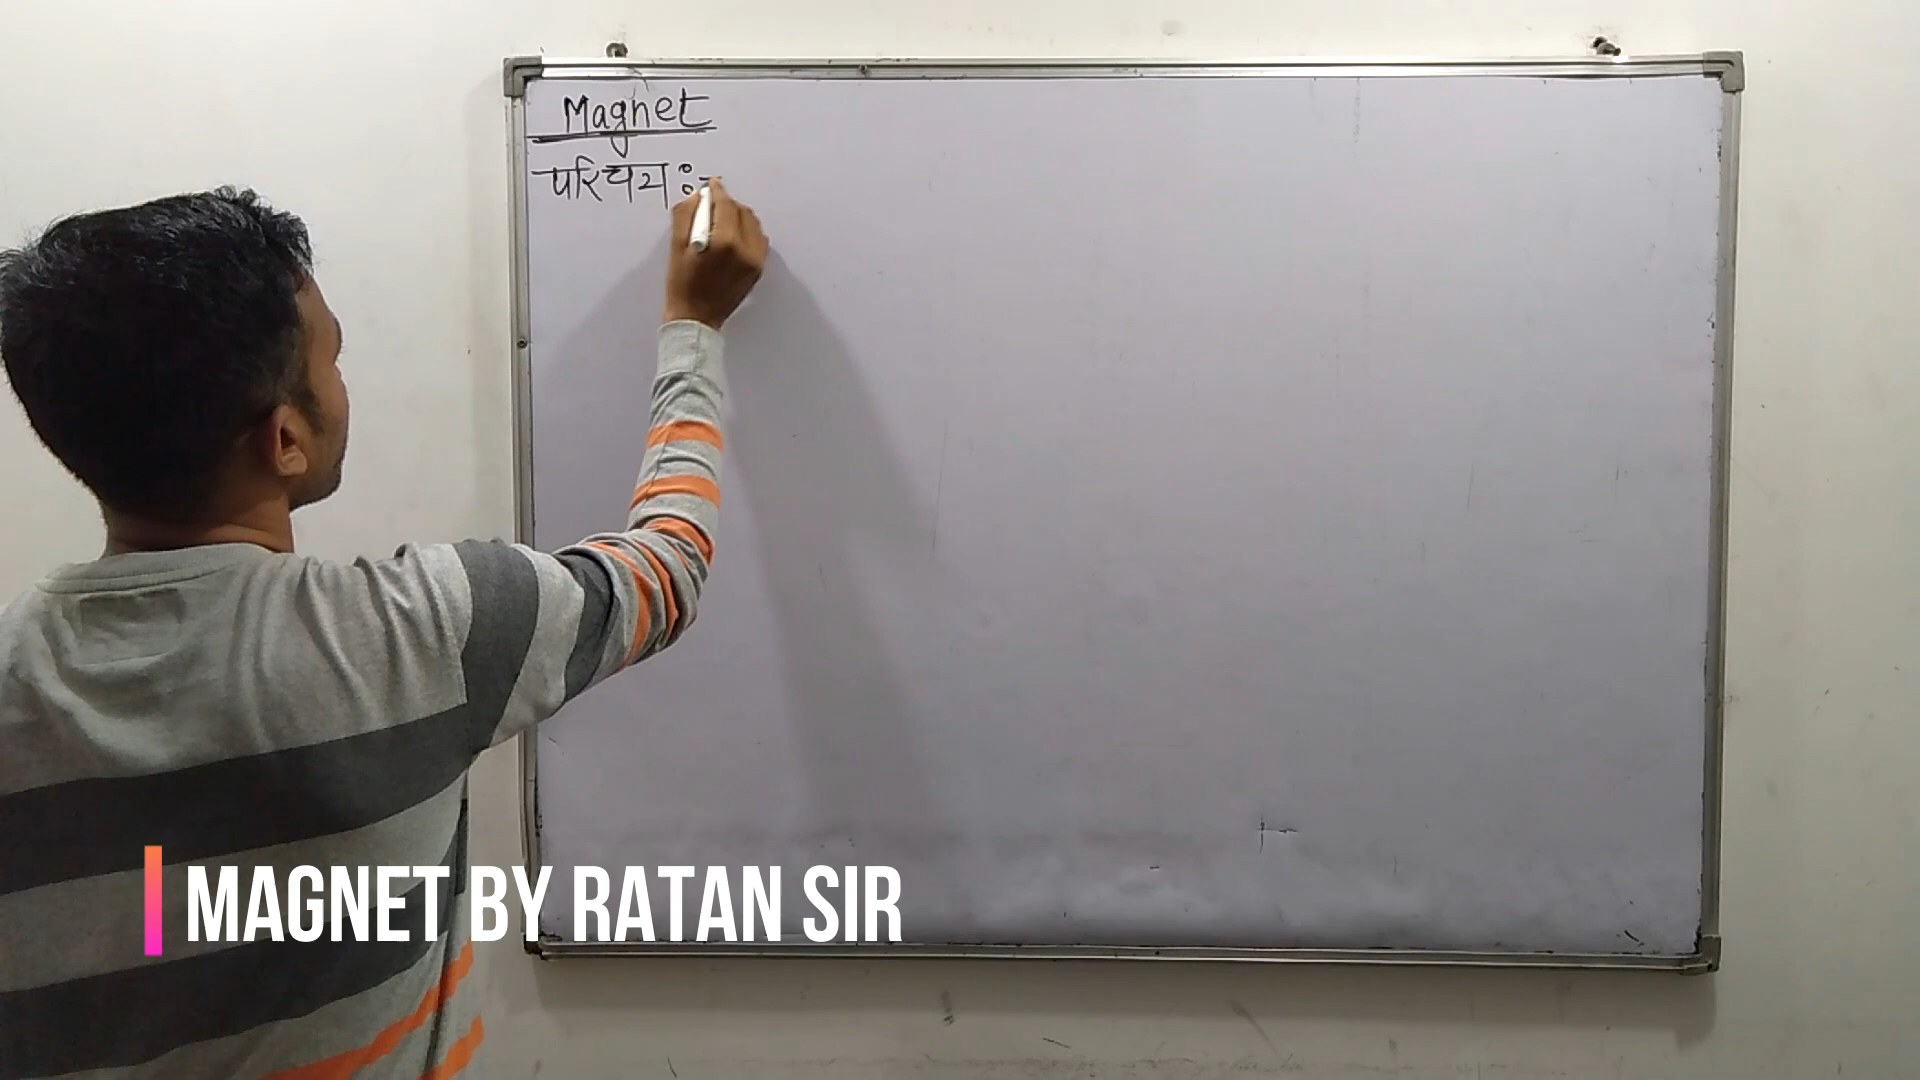 Magnet
परिचय :-
MAGNET BY RATAN SIR